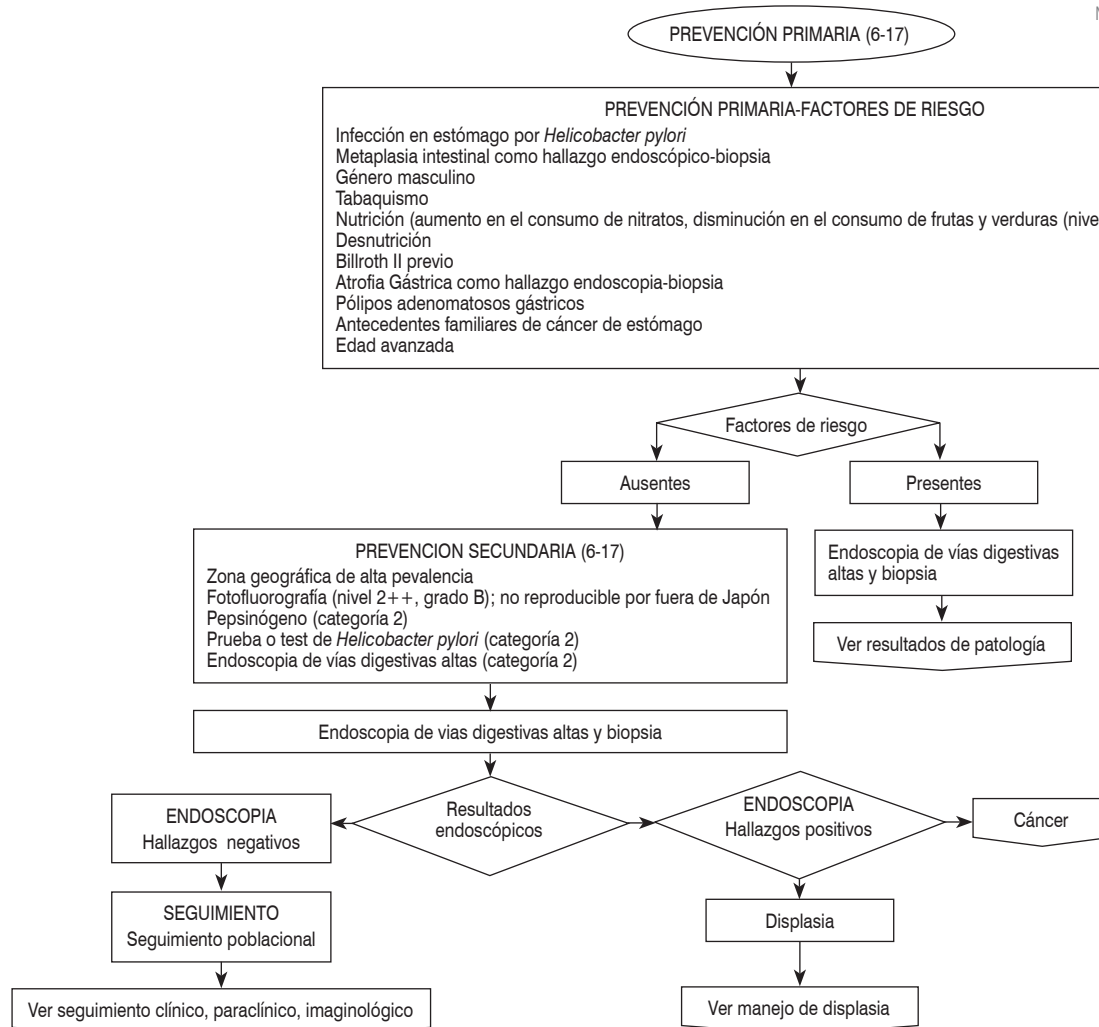 PREVENCIÓN PRIMARIA (6-17)
PREVENCIÓN PRIMARIA-FACTORES DE RIESGO
Infección en estómago por Helicobacter pylori
Metaplasia intestinal como hallazgo endoscópico-biopsia
Género masculino
Tabaquismo
Nutrición (aumento en el consumo de nitratos, disminución en el consumo de frutas y verduras
Desnutrición
Billroth II previo
Atrofia Gástrica como hallazgo endoscopia-biopsia
Pólipos adenomatosos gástricos
Antecedentes familiares de cáncer de estómago
Edad avanzada
Factores de riesgo
Ausentes
Presentes
PREVENCION SECUNDARIA (6-17)
Zona geográfica de alta pevalencia
Fotofluorografía (nivel 2++, grado B); no reproducible por fuera de Japón
Pepsinógeno (categoría 2)
Prueba o test de Helicobacter pylori (categoría 2)
Endoscopia de vías digestivas altas (categoría 2)
Endoscopia de vías digestivas
altas y biopsia
Ver resultados de patología
Endoscopia de vias digestivas altas y biopsia
ENDOSCOPIA
Hallazgos negativos
Resultados
endoscópicos
ENDOSCOPIA
Hallazgos positivos
Cáncer
SEGUIMIENTO
Seguimiento poblacional
Displasia
Ver seguimiento clínico, paraclínico, imaginológico
Ver manejo de displasia